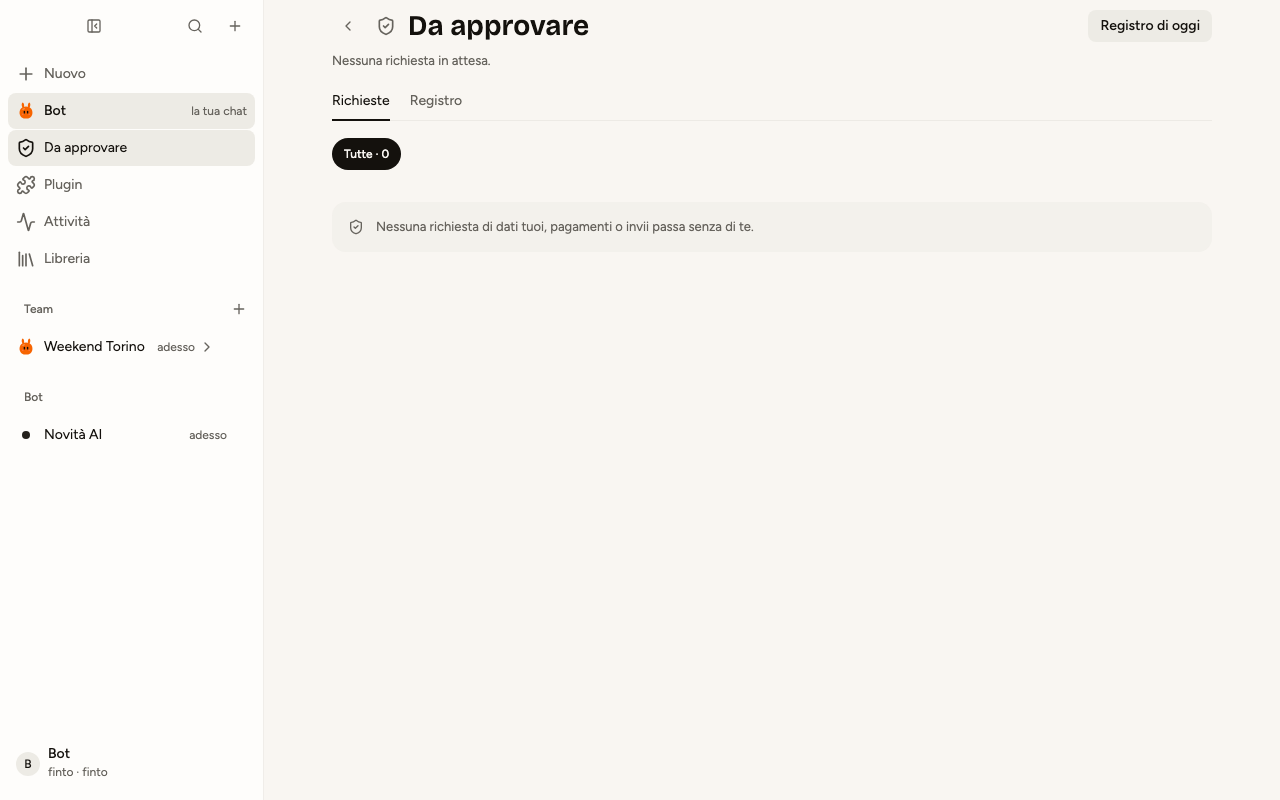 Nuovo
Bot la tua chat
Da approvare
Plugin
Attività
Libreria
Team
Weekend Torino adesso
Bot
Novità AI adesso
B
Bot
finto · finto
Da approvare
Registro di oggi
Nessuna richiesta in attesa.
Richieste Registro
Tutte · 0
Nessuna richiesta di dati tuoi, pagamenti o invii passa senza di te.